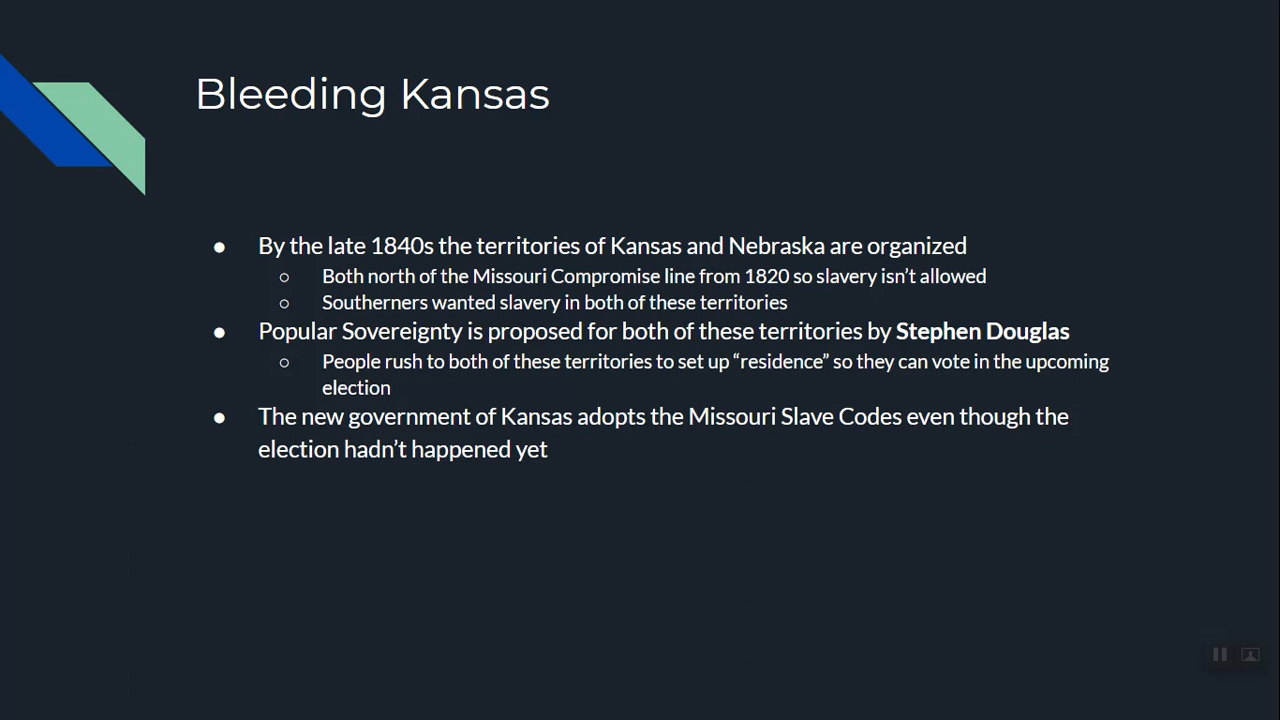 Bleeding Kansas
● By the late 1840s the territories of Kansas and Nebraska are organized
○ Both north of the Missouri Compromise line from 1820 so slavery isn’t allowed
○ Southerners wanted slavery in both of these territories
● Popular Sovereignty is proposed for both of these territories by Stephen Douglas
○ People rush to both of these territories to set up “residence” so they can vote in the upcoming
election
● The new government of Kansas adopts the Missouri Slave Codes even though the
election hadn’t happened yet